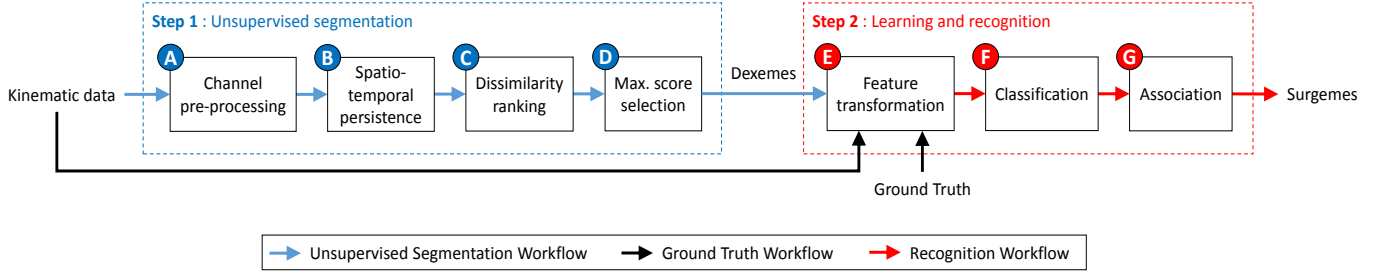 Step 1 : Unsupervised segmentation
Step 2 : Learning and recognition
A
B
C
D
E
F
G
Kinematic data
Channel
pre-processing
Spatio-
temporal
persistence
Dissimilarity
ranking
Max. score
selection
Dexemes
Feature
transformation
Classification
Association
Surgemes
Ground Truth
Unsupervised Segmentation Workflow
Ground Truth Workflow
Recognition Workflow